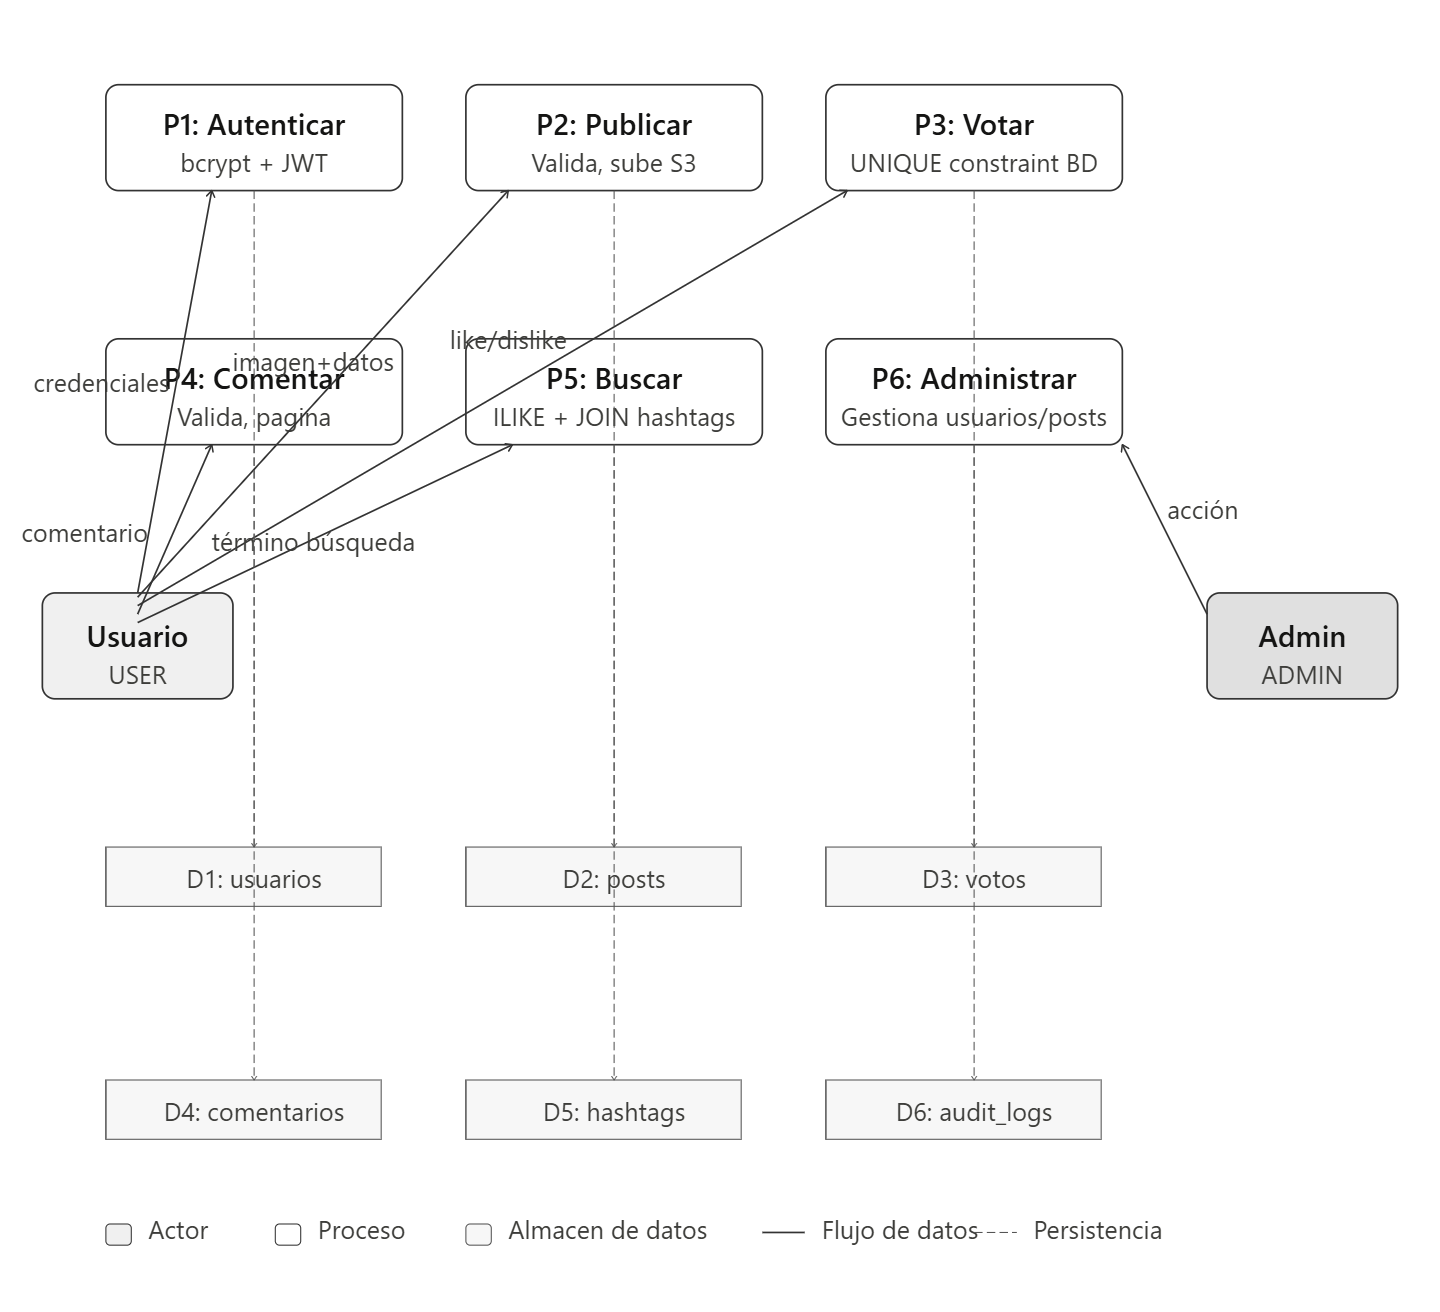 P1: Autenticar
bcrypt + JWT
P2: Publicar
Valida, sube S3
P3: Votar
UNIQUE constraint BD
like/dislike
imagen+datos
credenciales
P4: Comentar
Valida, pagina
P5: Buscar
ILIKE + JOIN hashtags
P6: Administrar
Gestiona usuarios/posts
acción
comentario
término búsqueda
Usuario
USER
Admin
ADMIN
D1: usuarios
D2: posts
D3: votos
D4: comentarios
D5: hashtags
D6: audit_logs
Actor
Proceso
Almacen de datos
Flujo de datos
Persistencia